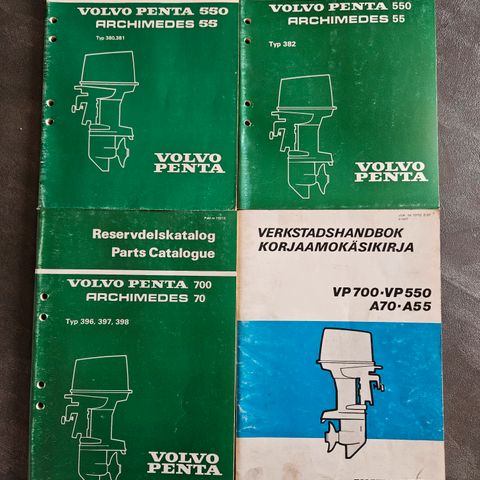 VOLVO PENTA 550
ARCHIMEDES 55
Typ 380,381
VOLVO
PENTA
VOLVO PENTA 550
ARCHIMEDES 55
Typ 382
VOLVO
PENTA
Reservdelskatalog
Parts Catalogue
VOLVO PENTA 700
ARCHIMEDES 70
Typ 396, 397, 398
VOLVO
PENTA
VERKSTADSHANDBOK
KORJAAMOKÄSIKIRJA
VP700·VP550
A70·A55